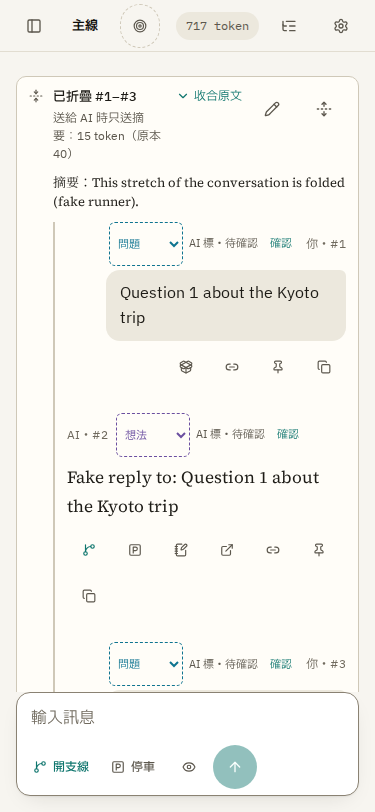 主線
717 token
已折疊 #1–#3
收合原文
送給 AI 時只送摘
要：15 token（原本
40）
摘要：This stretch of the conversation is folded
(fake runner).
問題 AI 標・待確認 確認 你・#1
Question 1 about the Kyoto
trip
AI・#2 想法 AI 標・待確認 確認
Fake reply to: Question 1 about
the Kyoto trip
問題 AI 標・待確認 確認 你・#3
輸入訊息
開支線 停車